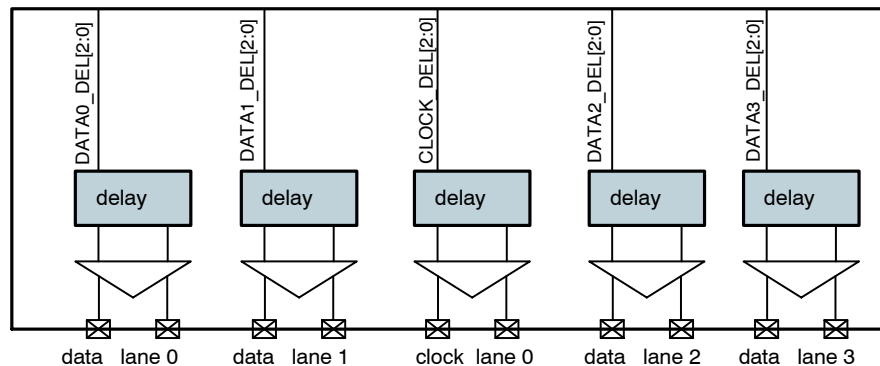 DATA0_DEL[2:0]
DATA1_DEL[2:0]
CLOCK_DEL[2:0]
DATA2_DEL[2:0]
DATA3_DEL[2:0]
delay
delay
delay
delay
delay
data lane 0
data lane 1
clock lane 0
data lane 2
data lane 3